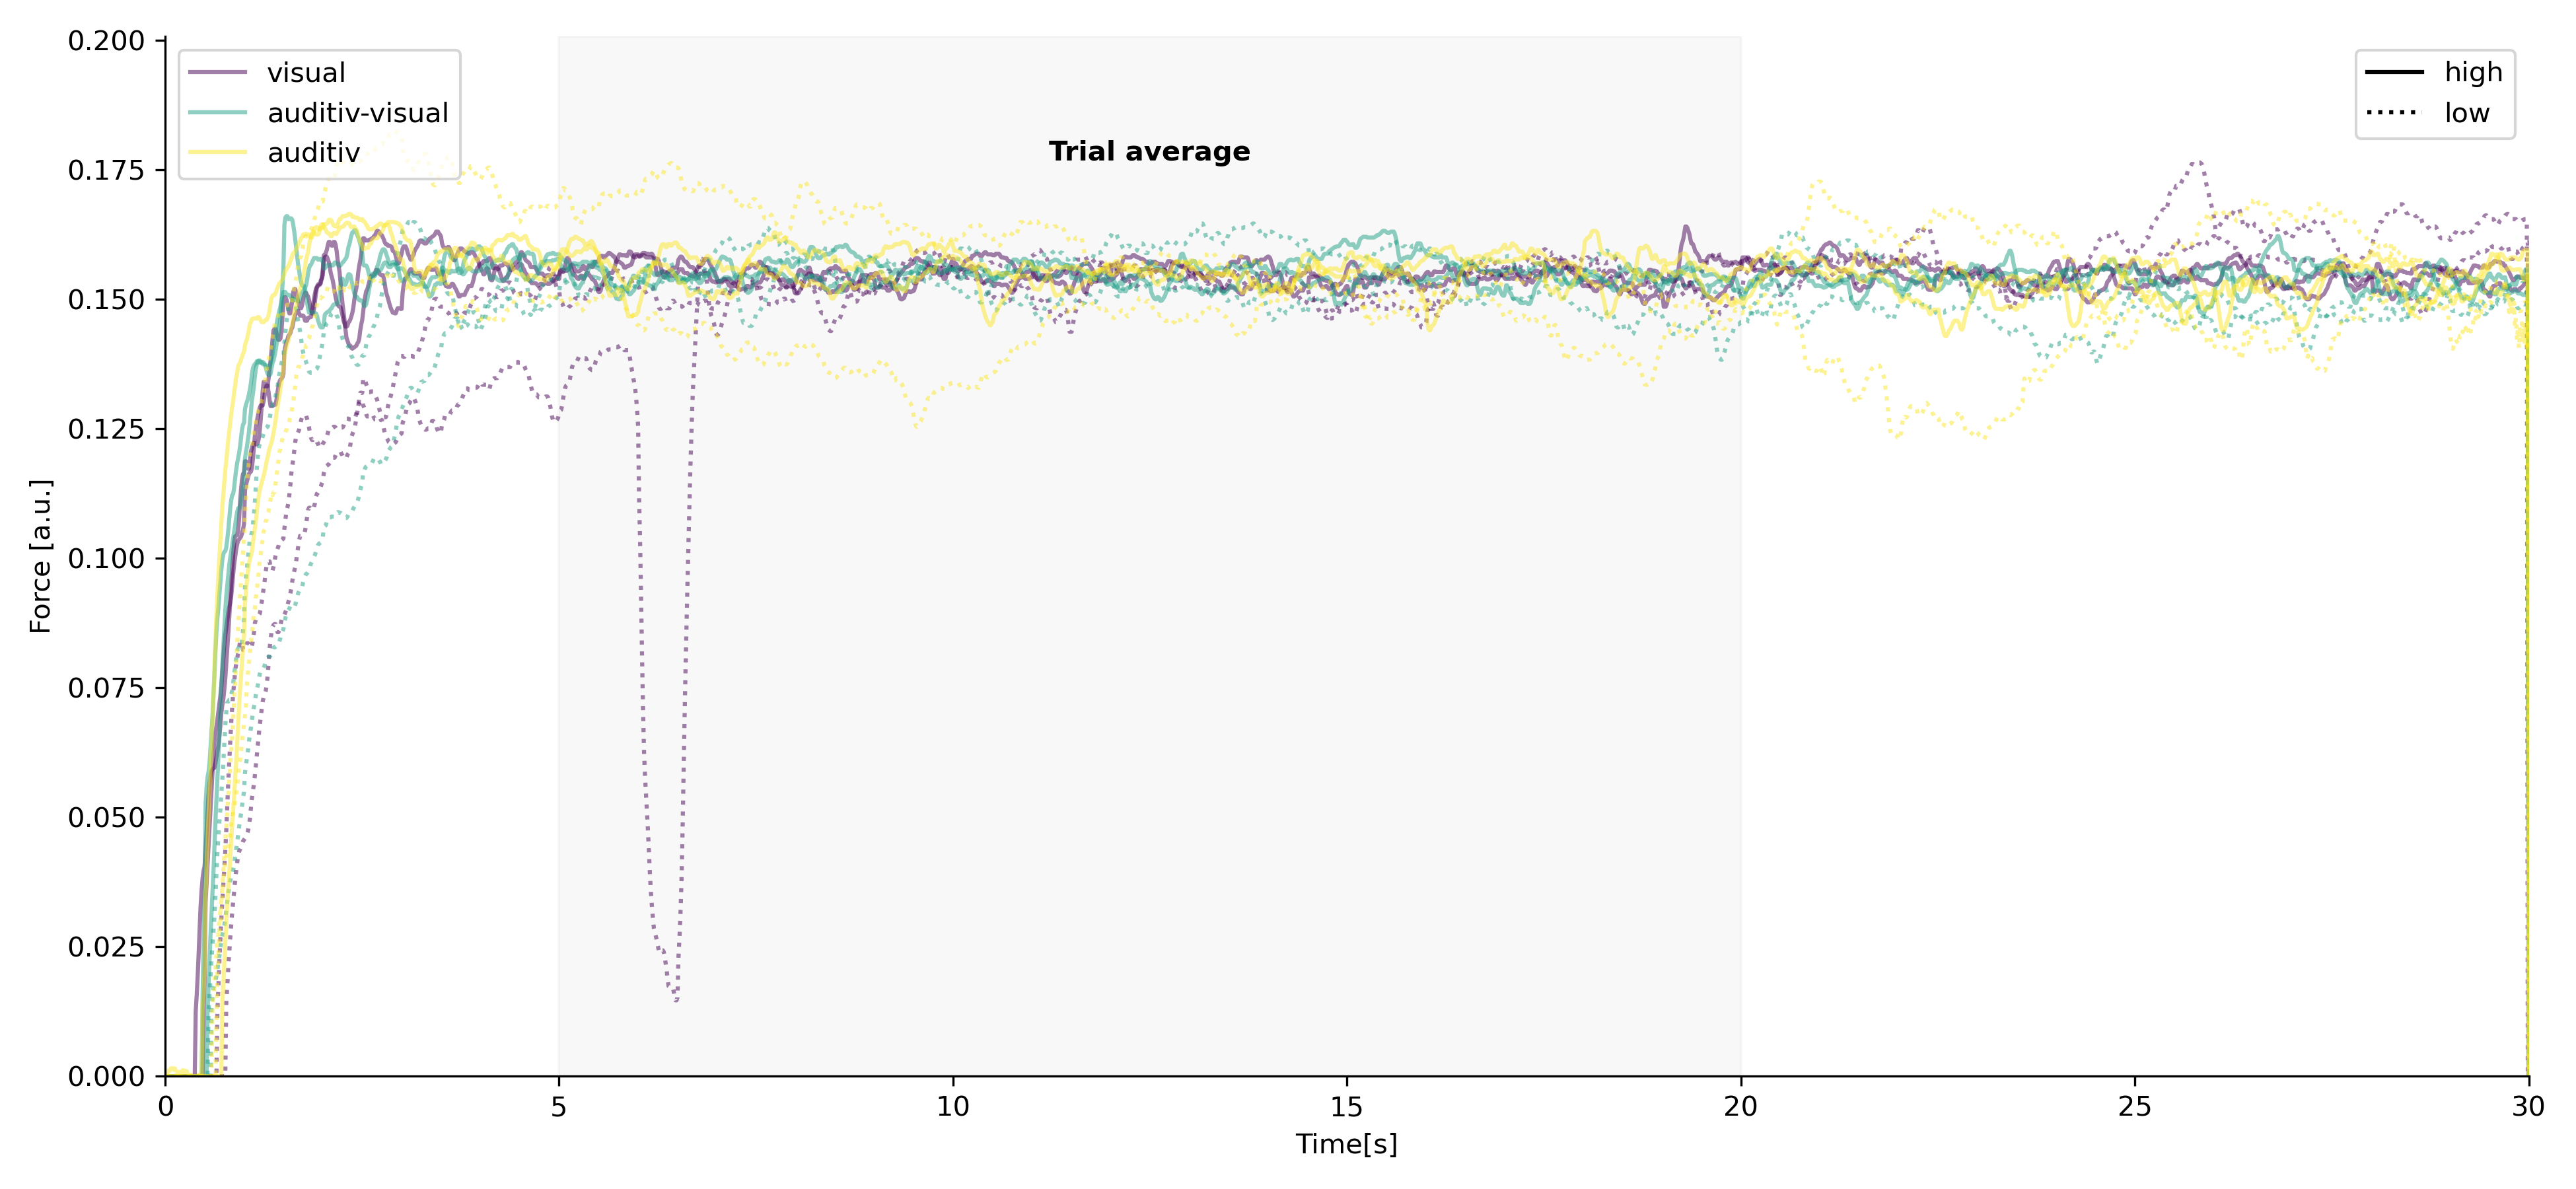 0.200
0.175
0.150
0.125
0.100
0.075
0.050
0.025
0.000
Force [a.u.]
visual
auditiv-visual
auditiv
Trial average
high
low
0 5 10 15 20 25 30
Time[s]